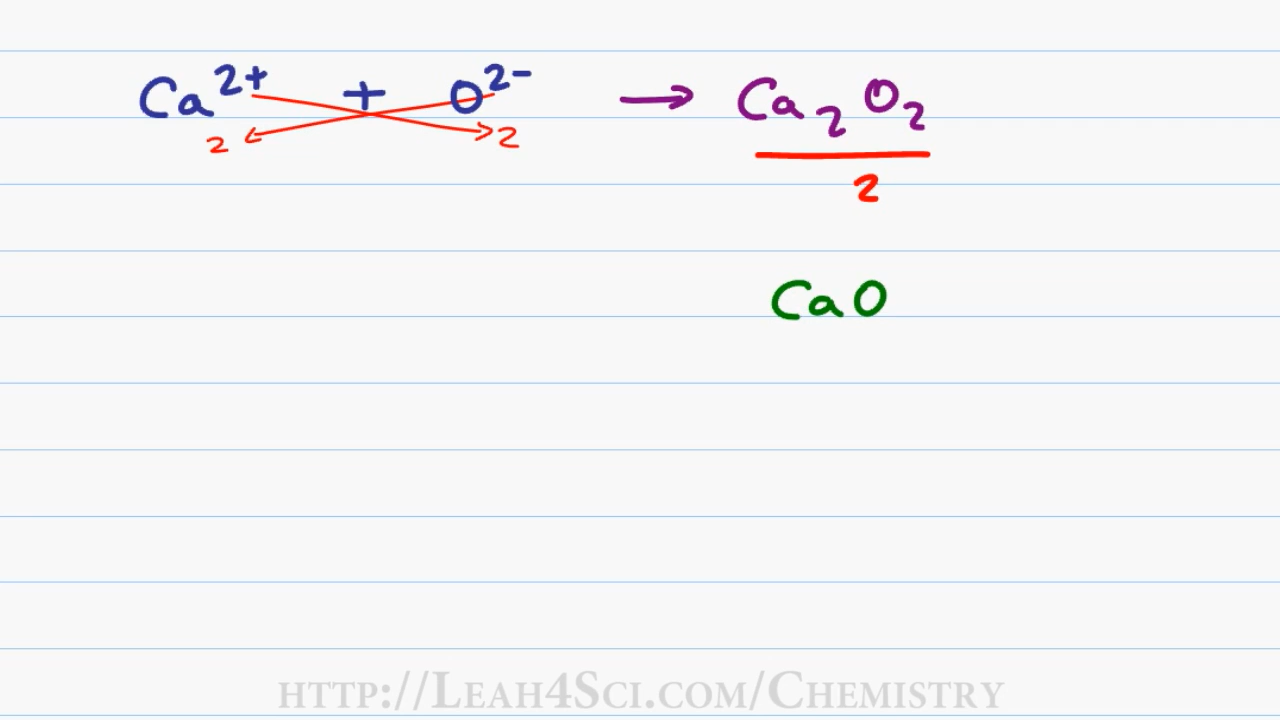 Ca²⁺ + O²⁻ → Ca₂O₂
2 2
2
CaO
http://Leah4Sci.com/Chemistry